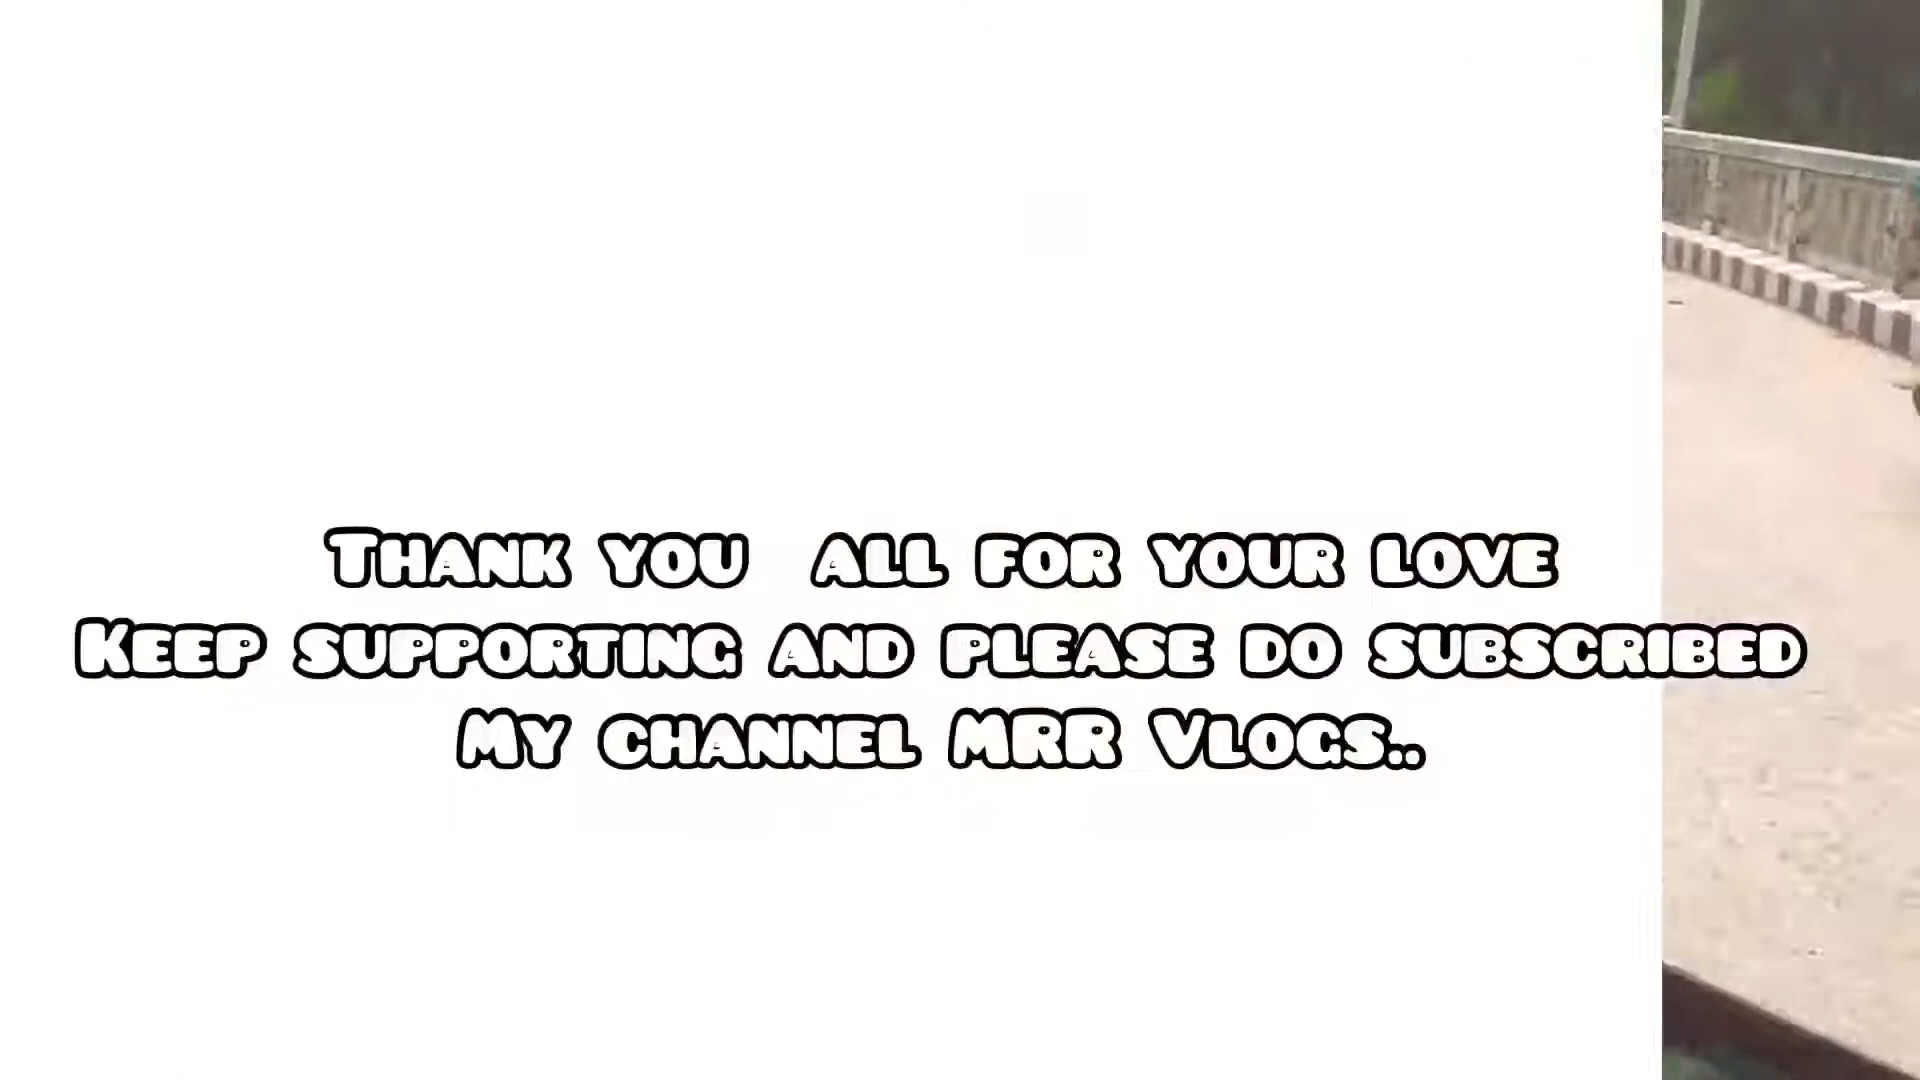 Thank you all for your love
Keep supporting and please do subscribed
My channel MRR Vlogs..